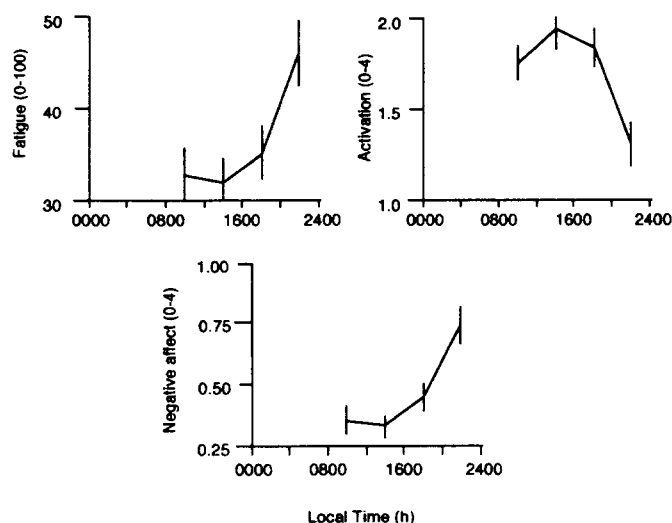 50
40
30
Fatigue (0-100)
0000 0800 1600 2400
2.0
1.5
1.0
Activation (0-4)
0000 0800 1600 2400
1.00
0.75
0.50
0.25
Negative affect (0-4)
0000 0800 1600 2400
Local Time (h)